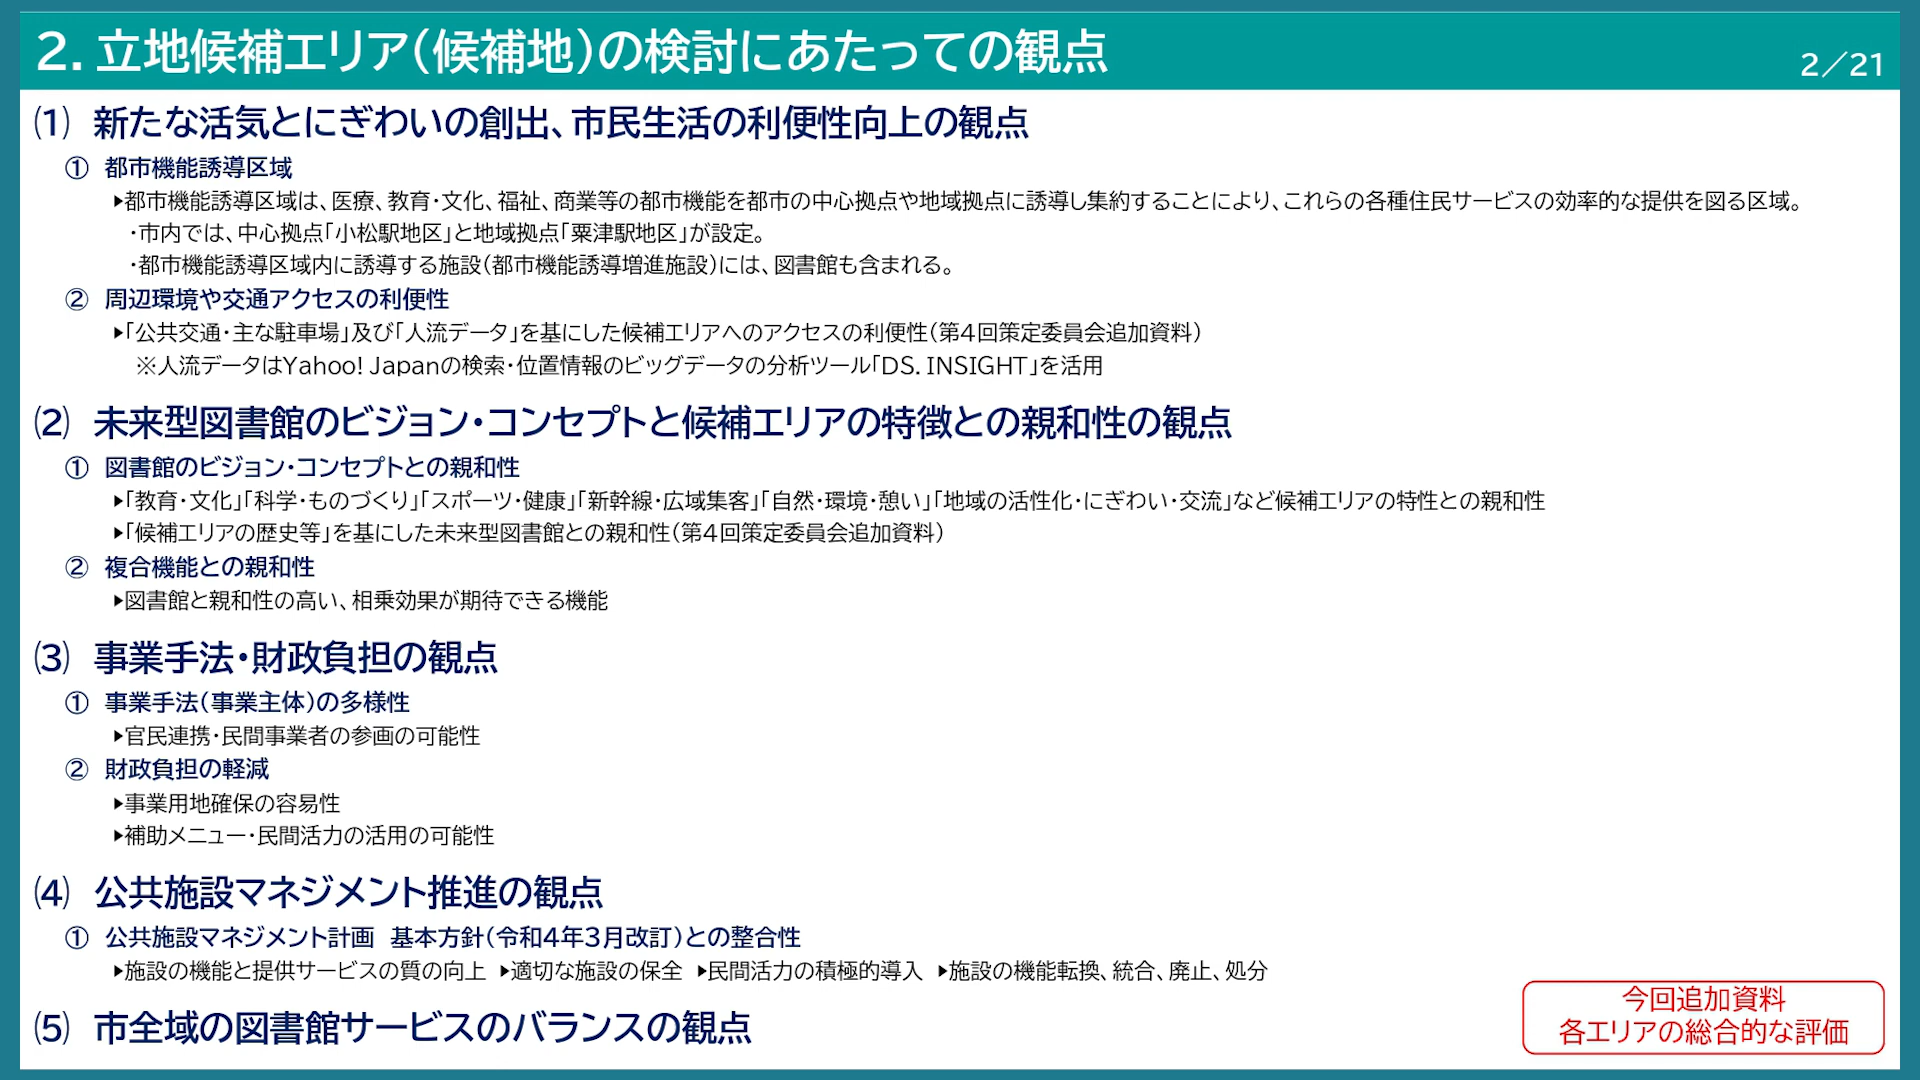 2. 立地候補エリア(候補地)の検討にあたっての観点
2／21
⑴ 新たな活気とにぎわいの創出、市民生活の利便性向上の観点
① 都市機能誘導区域
▶都市機能誘導区域は、医療、教育・文化、福祉、商業等の都市機能を都市の中心拠点や地域拠点に誘導し集約することにより、これらの各種住民サービスの効率的な提供を図る区域。
・市内では、中心拠点「小松駅地区」と地域拠点「粟津駅地区」が設定。
・都市機能誘導区域内に誘導する施設(都市機能誘導増進施設)には、図書館も含まれる。
② 周辺環境や交通アクセスの利便性
▶「公共交通・主な駐車場」及び「人流データ」を基にした候補エリアへのアクセスの利便性(第4回策定委員会追加資料)
※人流データはYahoo! Japanの検索・位置情報のビッグデータの分析ツール「DS. INSIGHT」を活用
⑵ 未来型図書館のビジョン・コンセプトと候補エリアの特徴との親和性の観点
① 図書館のビジョン・コンセプトとの親和性
▶「教育・文化」「科学・ものづくり」「スポーツ・健康」「新幹線・広域集客」「自然・環境・憩い」「地域の活性化・にぎわい・交流」など候補エリアの特性との親和性
▶「候補エリアの歴史等」を基にした未来型図書館との親和性(第4回策定委員会追加資料)
② 複合機能との親和性
▶図書館と親和性の高い、相乗効果が期待できる機能
⑶ 事業手法・財政負担の観点
① 事業手法(事業主体)の多様性
▶官民連携・民間事業者の参画の可能性
② 財政負担の軽減
▶事業用地確保の容易性
▶補助メニュー・民間活力の活用の可能性
⑷ 公共施設マネジメント推進の観点
① 公共施設マネジメント計画 基本方針(令和4年3月改訂)との整合性
▶施設の機能と提供サービスの質の向上 ▶適切な施設の保全 ▶民間活力の積極的導入 ▶施設の機能転換、統合、廃止、処分
⑸ 市全域の図書館サービスのバランスの観点
今回追加資料
各エリアの総合的な評価